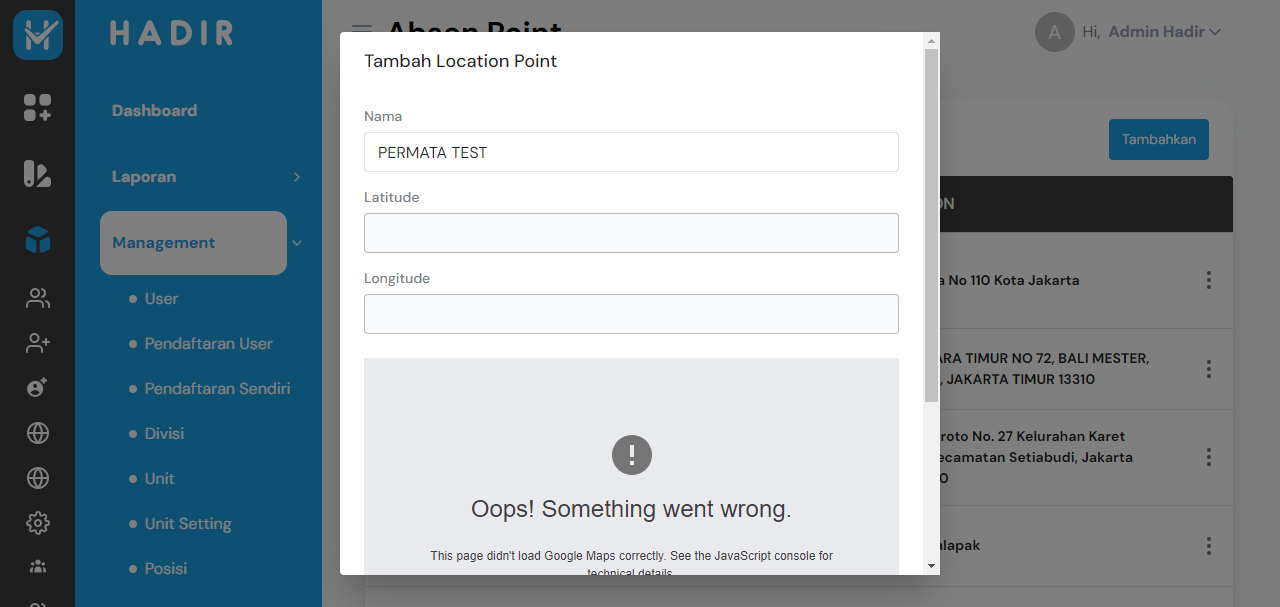 HADIR
Absen Point
A
Hi, Admin Hadir
Dashboard
Laporan
Management
User
Pendaftaran User
Pendaftaran Sendiri
Divisi
Unit
Unit Setting
Posisi
Tambah Location Point
Nama
PERMATA TEST
Latitude
Longitude
Oops! Something went wrong.
This page didn't load Google Maps correctly. See the JavaScript console for
technical details.
Tambahkan
ON
a No 110 Kota Jakarta
ARA TIMUR NO 72, BALI MESTER,
, JAKARTA TIMUR 13310
roto No. 27 Kelurahan Karet
ecamatan Setiabudi, Jakarta
0
alapak